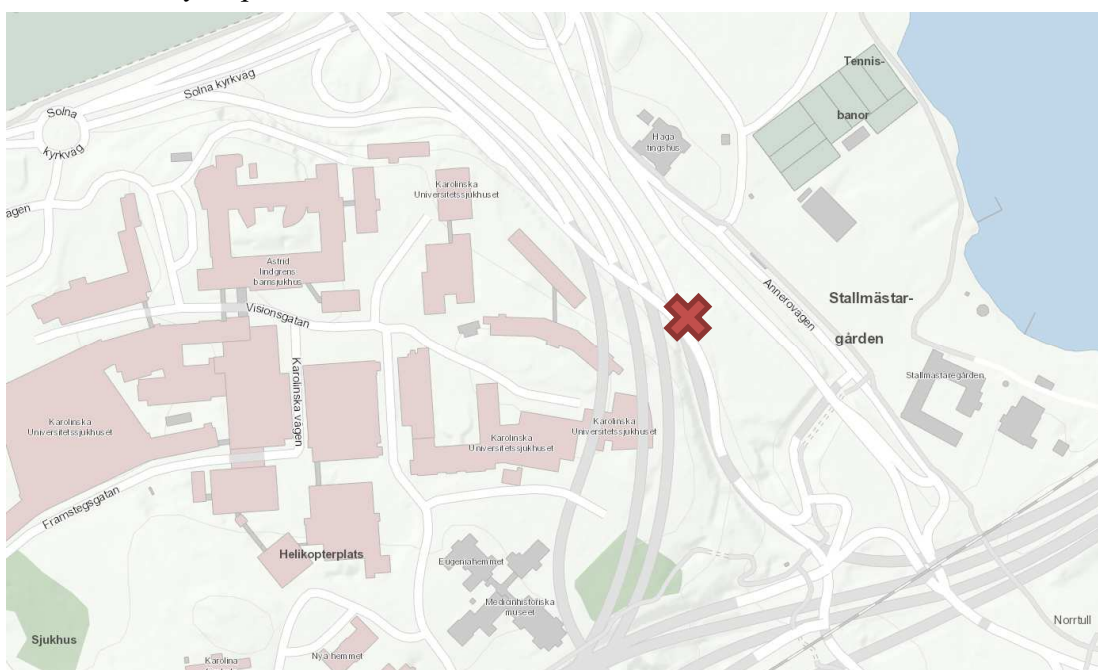 Solna kyrkväg
Solna
kyrkväg
Tennis-
banor
Haga
tingshus
Karolinska
Universitetssjukhuset
agen
Astrid
lindgrens
barnsjukhus
Visionsgatan
Karolinska vägen
Annerovägen
Stallmästar-
gården
Stallmästaregården
Karolinska
Universitetssjukhuset
Karolinska
Universitetssjukhuset
Karolinska
Universitetssjukhuset
Framstegsgatan
Helikopterplats
Eugeniahemmet
Medicinhistoriska
museet
Norrtull
Sjukhus
Karolina
Nya hemmet